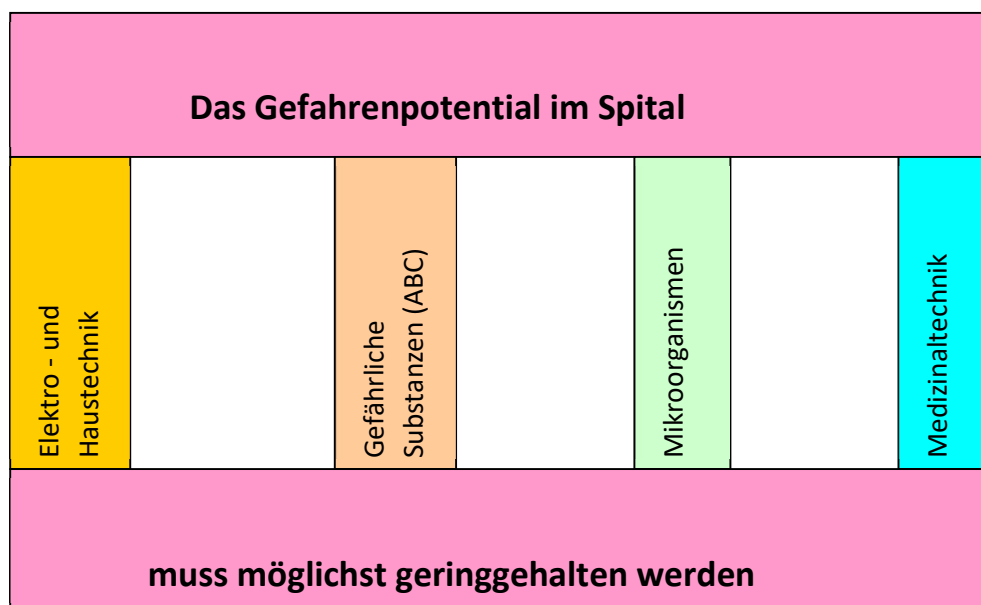 Das Gefahrenpotential im Spital
Elektro - und
Haustechnik
Gefährliche
Substanzen (ABC)
Mikroorganismen
Medizinaltechnik
muss möglichst geringgehalten werden